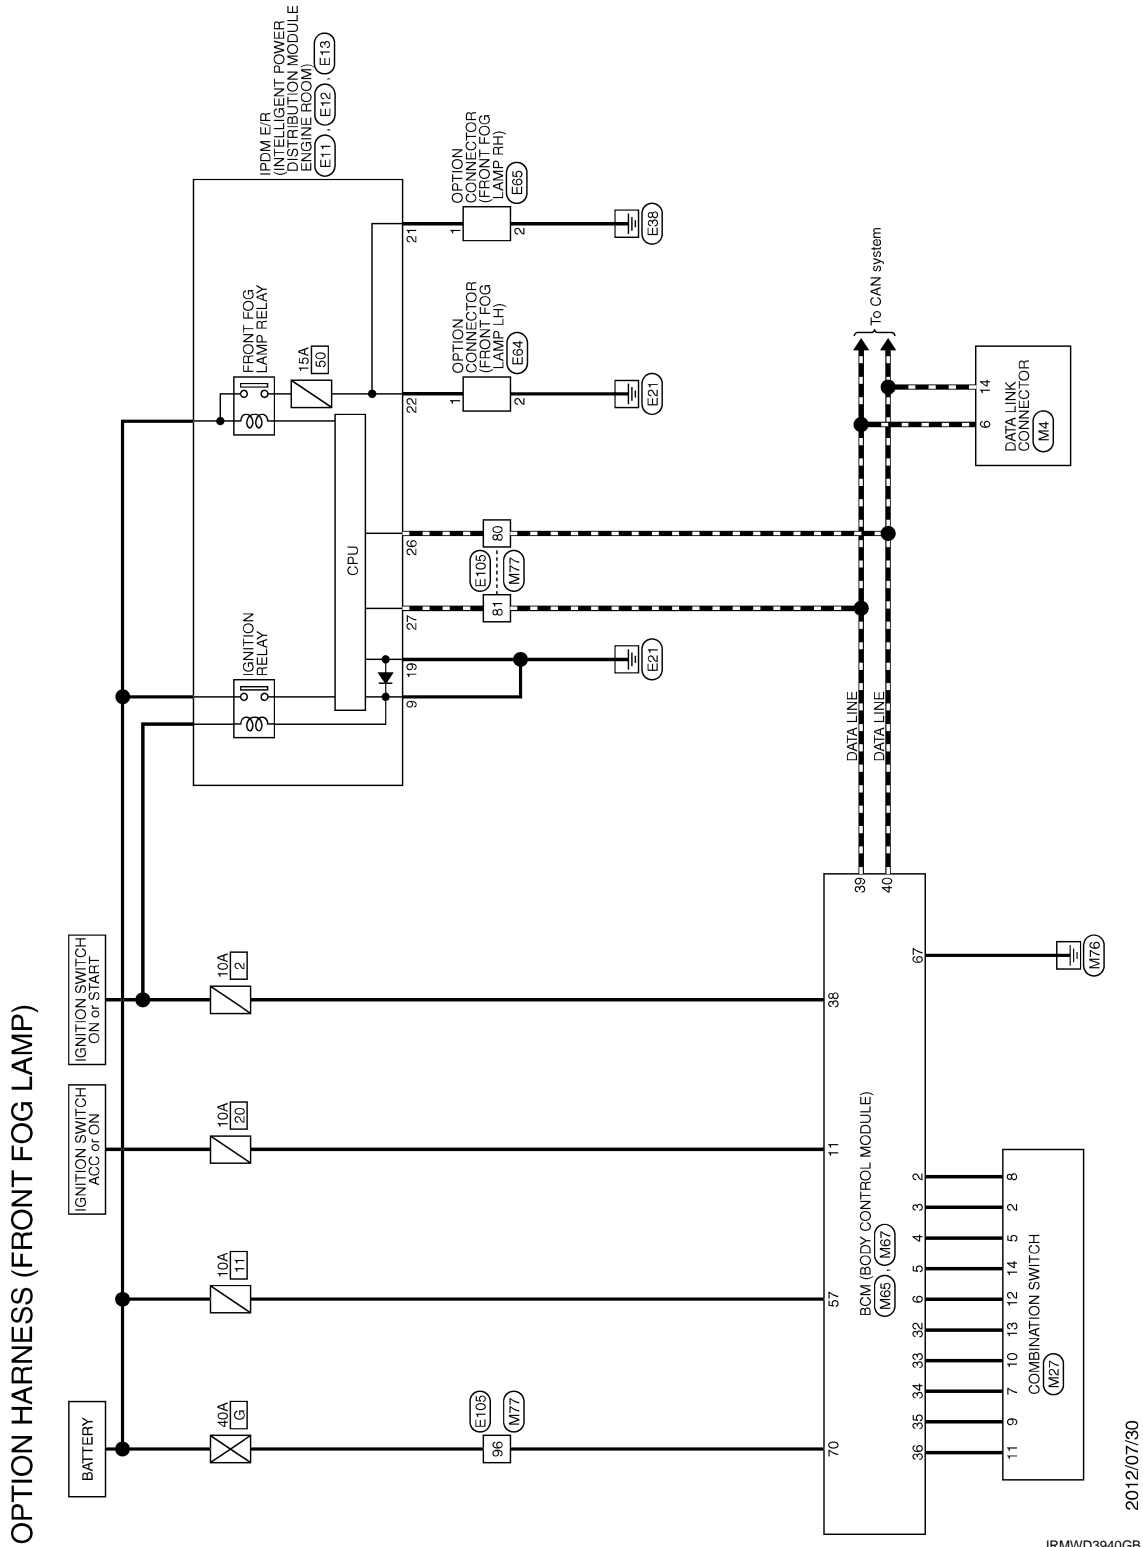 OPTION HARNESS (FRONT FOG LAMP)
BATTERY
IGNITION SWITCH
ACC or ON
IGNITION SWITCH
ON or START
40A
G
10A
11
10A
20
10A
2
IGNITION
RELAY
FRONT FOG
LAMP RELAY
15A
50
CPU
IPDM E/R
(INTELLIGENT POWER
DISTRIBUTION MODULE
ENGINE ROOM)
E11 , E12 , E13
9
19
27
26
22
21
E105
M77
96
E105
M77
81
80
1
OPTION
CONNECTOR
(FRONT FOG
LAMP LH)
E64
2
1
OPTION
CONNECTOR
(FRONT FOG
LAMP RH)
E65
2
E21
E21
E38
70
57
11
38
BCM (BODY CONTROL MODULE)
M65 , M67
39
40
DATA LINE
DATA LINE
To CAN system
36
35
34
33
32
6
5
4
3
2
67
11
9
7
10
13
12
14
5
2
8
COMBINATION SWITCH
M27
M76
6
14
DATA LINK
CONNECTOR
M4
2012/07/30
JRMWD3940GB